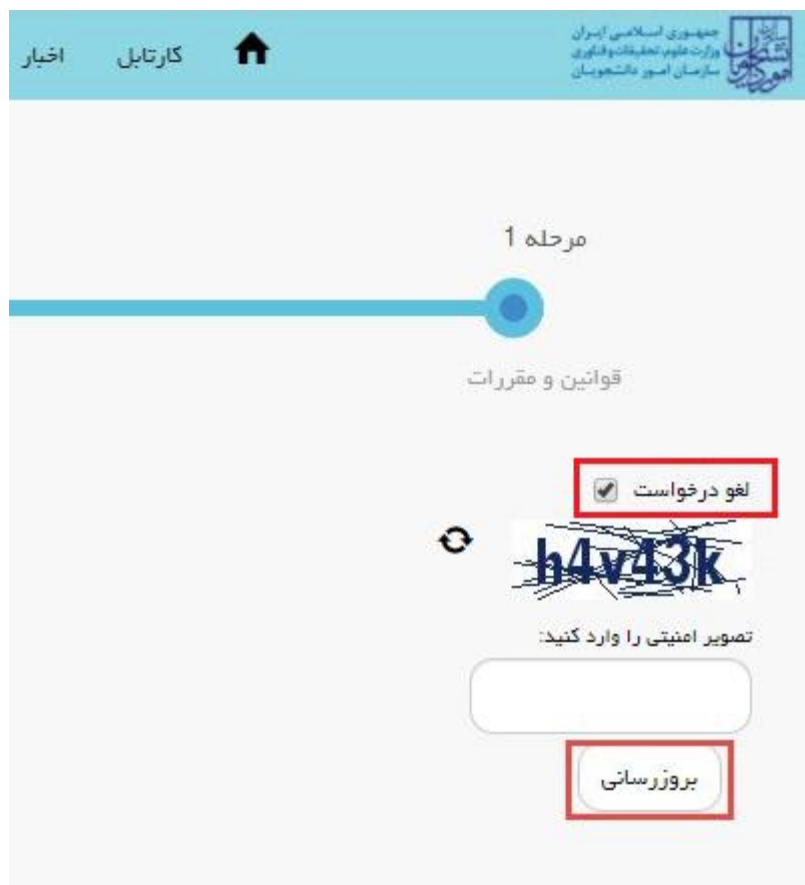 جمهوری اسلامی ایران
وزارت علوم، تحقیقات و فناوری
سازمان امور دانشجویان
کارتابل
اخبار
مرحله 1
قوانین و مقررات
لغو درخواست
h4v43k
تصویر امنیتی را وارد کنید:
بروزرسانی